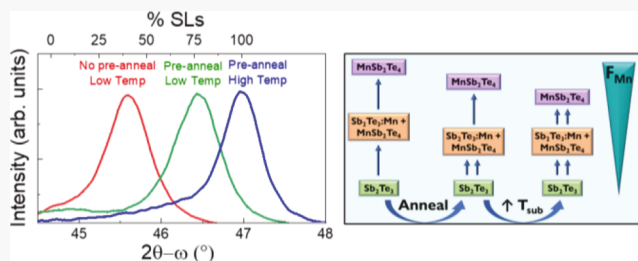 % SLs
0 25 50 75 100
No pre-anneal Pre-anneal Pre-anneal
Low Temp Low Temp High Temp
Intensity (arb. units)
45 46 47 48
2θ-ω (°)
MnSb₂Te₄
MnSb₂Te₄
MnSb₂Te₄
Sb₂Te₃:Mn +
MnSb₂Te₄
Sb₂Te₃:Mn +
MnSb₂Te₄
Sb₂Te₃:Mn +
MnSb₂Te₄
Sb₂Te₃
Sb₂Te₃
Sb₂Te₃
Anneal
↑ Tsub
FMn